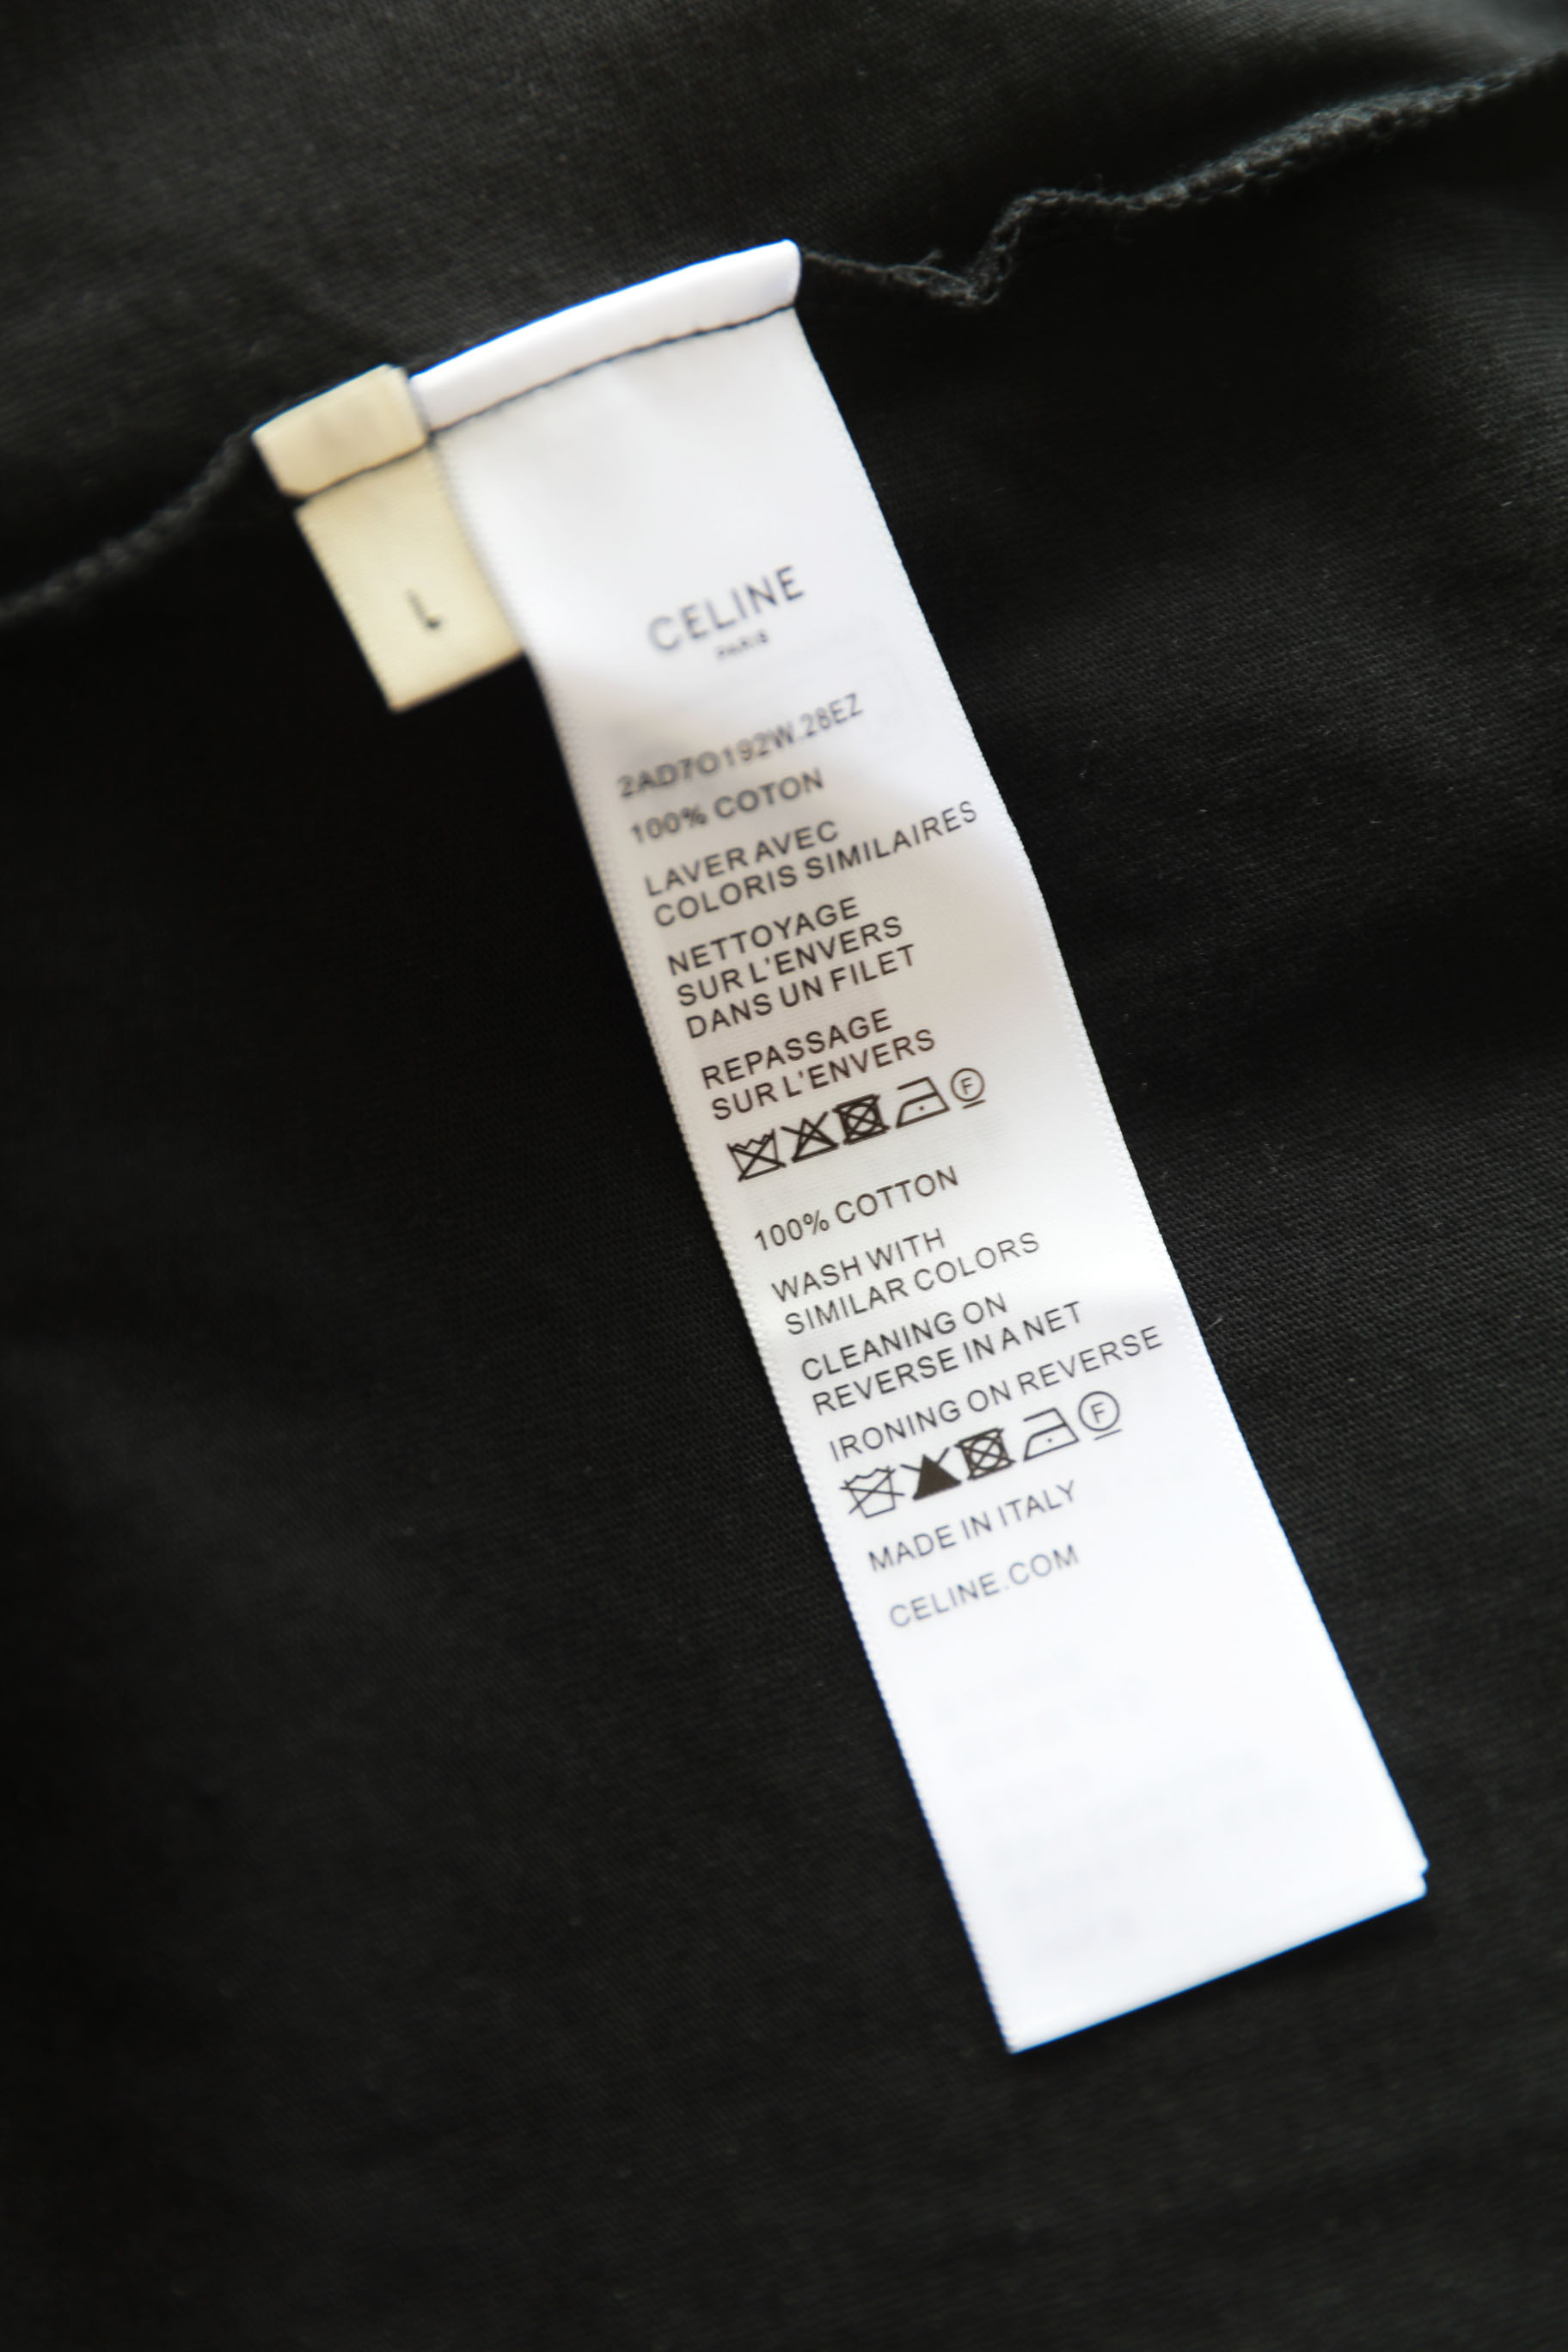 L
CELINE
PARIS
2AD7O192W.28EZ
100% COTON
LAVER AVEC
COLORIS SIMILAIRES
NETTOYAGE
SUR L'ENVERS
DANS UN FILET
REPASSAGE
SUR L'ENVERS
F
100% COTTON
WASH WITH
SIMILAR COLORS
CLEANING ON
REVERSE IN A NET
IRONING ON REVERSE
F
MADE IN ITALY
CELINE.COM